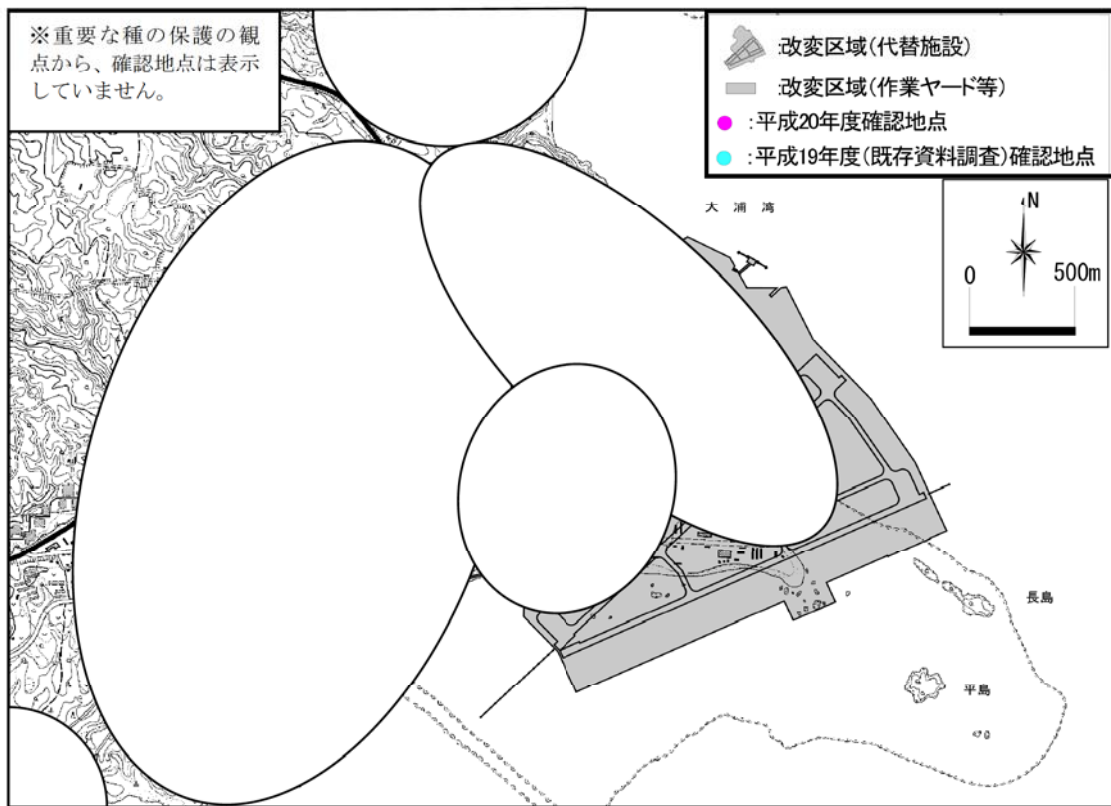 ※重要な種の保護の観
点から、確認地点は表示
していません。
:改変区域(代替施設)
:改変区域(作業ヤード等)
:平成20年度確認地点
:平成19年度(既存資料調査)確認地点
大浦湾
N
0 500m
長島
平島